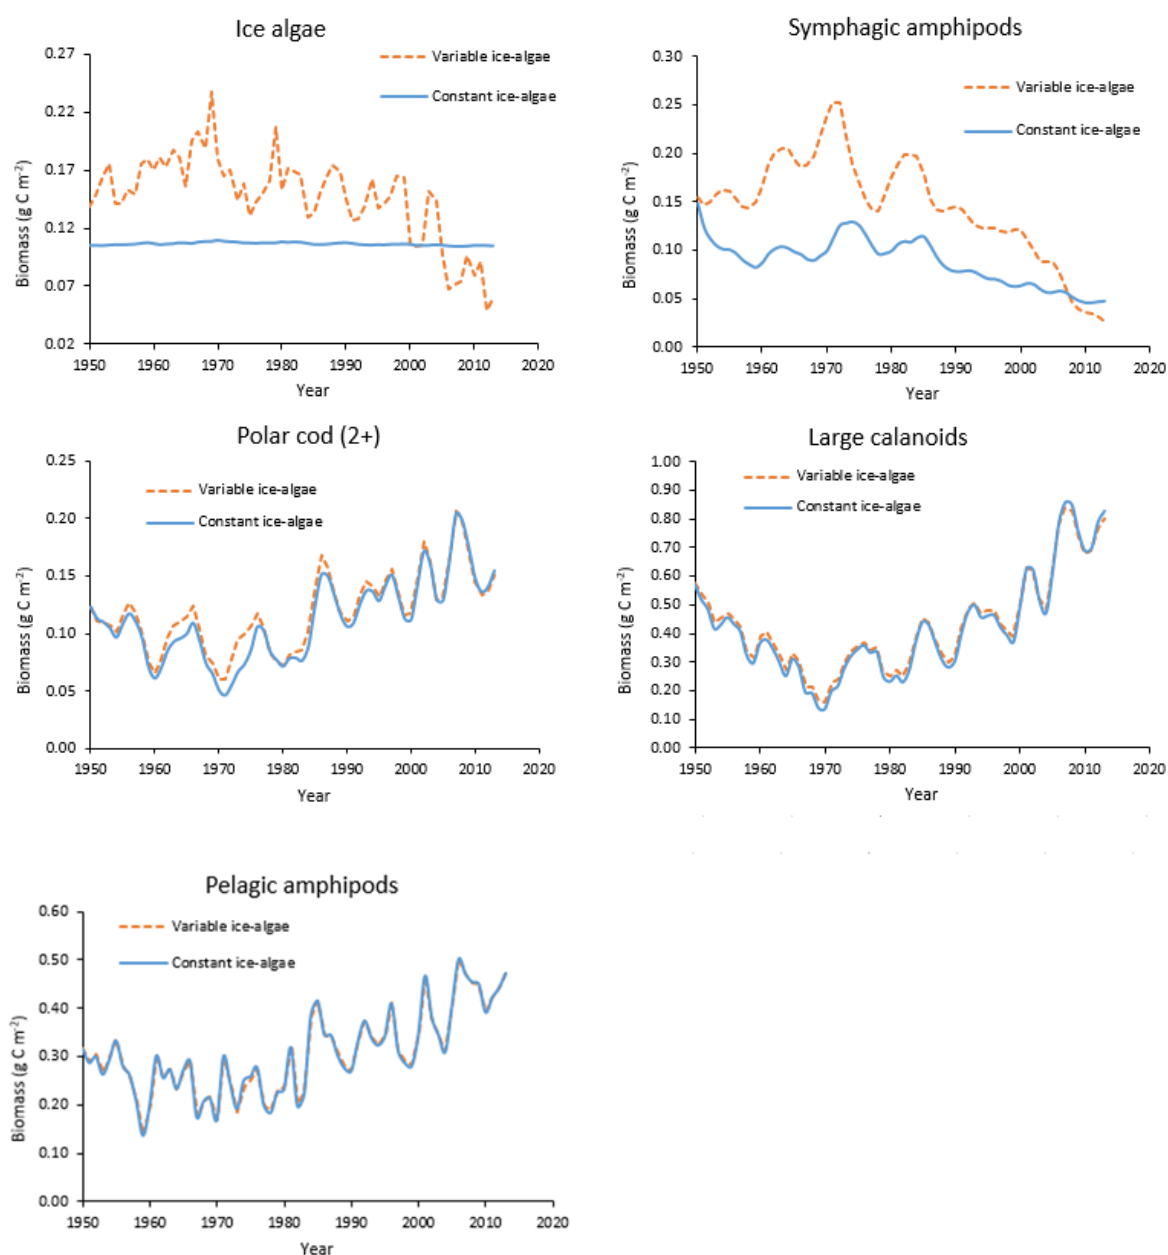 Ice algae
0.27
0.22
0.17
0.12
0.07
0.02
Biomass (g C m-2)
Variable ice-algae
Constant ice-algae
1950 1960 1970 1980 1990 2000 2010 2020
Year
Symphagic amphipods
0.30
0.25
0.20
0.15
0.10
0.05
0.00
Biomass (g C m-2)
Variable ice-algae
Constant ice-algae
1950 1960 1970 1980 1990 2000 2010 2020
Year
Polar cod (2+)
0.25
0.20
0.15
0.10
0.05
0.00
Biomass (g C m-2)
Variable ice-algae
Constant ice-algae
1950 1960 1970 1980 1990 2000 2010 2020
Year
Large calanoids
1.00
0.90
0.80
0.70
0.60
0.50
0.40
0.30
0.20
0.10
0.00
Biomass (g C m-2)
Variable ice-algae
Constant ice-algae
1950 1960 1970 1980 1990 2000 2010 2020
Year
Pelagic amphipods
0.60
0.50
0.40
0.30
0.20
0.10
0.00
Biomass (g C m-2)
Variable ice-algae
Constant ice-algae
1950 1960 1970 1980 1990 2000 2010 2020
Year